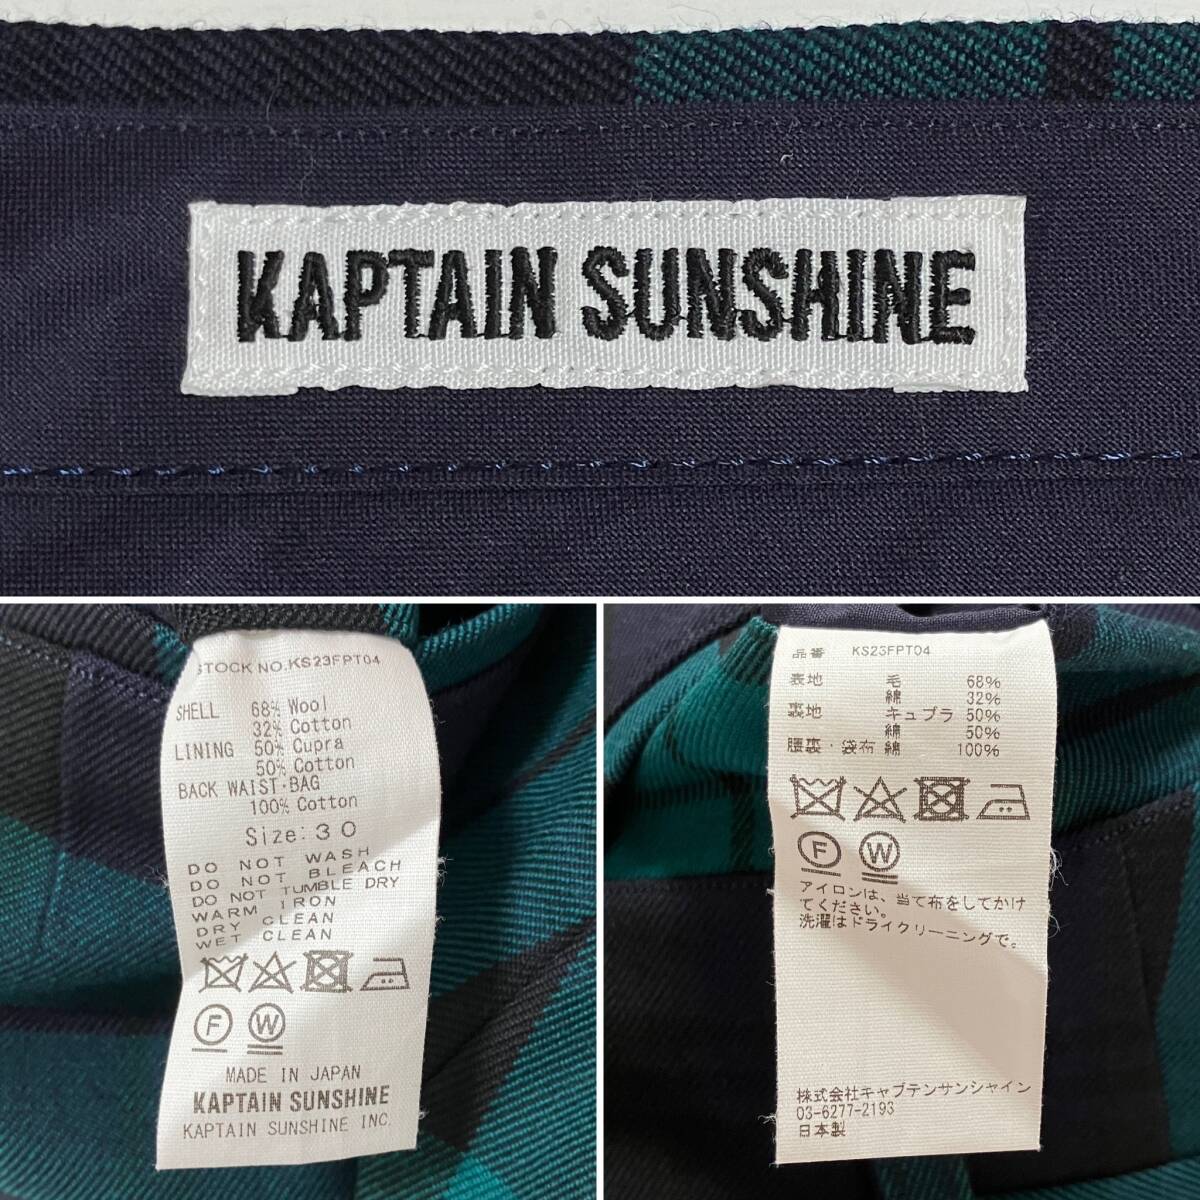 KAPTAIN SUNSHINE
STOCK NO.KS23FPT04
SHELL 68% Wool
32% Cotton
LINING 50% Cupra
50% Cotton
BACK WAIST・BAG
100% Cotton
Size:30
DO NOT WASH
DO NOT BLEACH
DO NOT TUMBLE DRY
WARM IRON
DRY CLEAN
WET CLEAN
F W
MADE IN JAPAN
KAPTAIN SUNSHINE
KAPTAIN SUNSHINE INC.
品番 KS23FPT04
表地 毛 68%
綿 32%
裏地 キュプラ 50%
綿 50%
腰裏・袋布 綿 100%
F W
アイロンは、当て布をしてかけ
てください。
洗濯はドライクリーニングで。
株式会社キャプテンサンシャイン
03-6277-2193
日本製